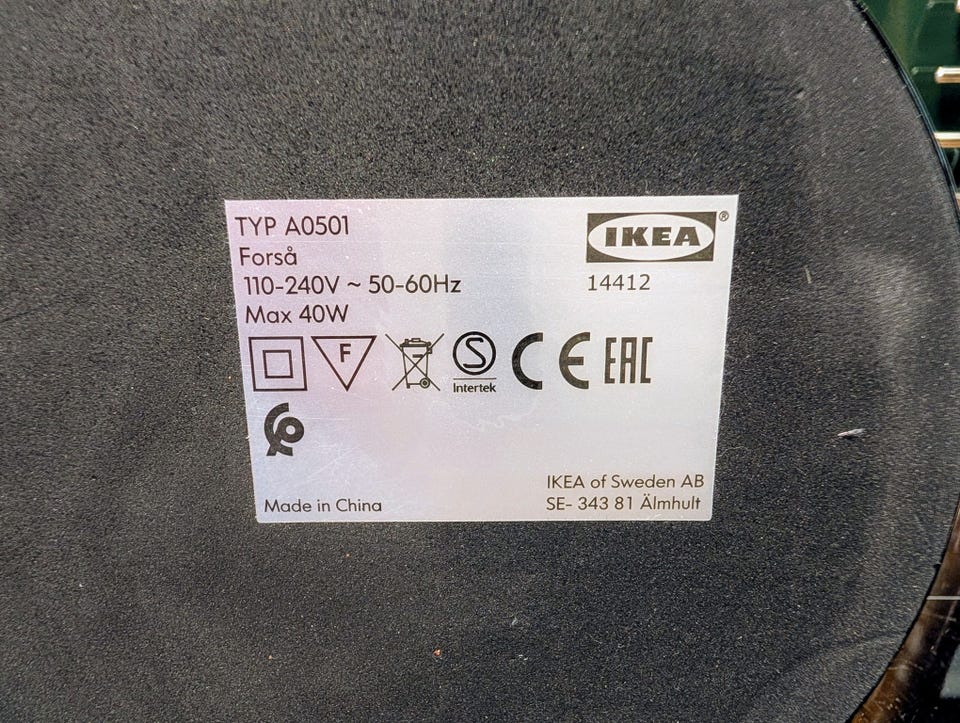 TYP A0501
Forså
110-240V ~ 50-60Hz
Max 40W
IKEA®
14412
F
S
Intertek
CE
EAC
Made in China
IKEA of Sweden AB
SE- 343 81 Älmhult